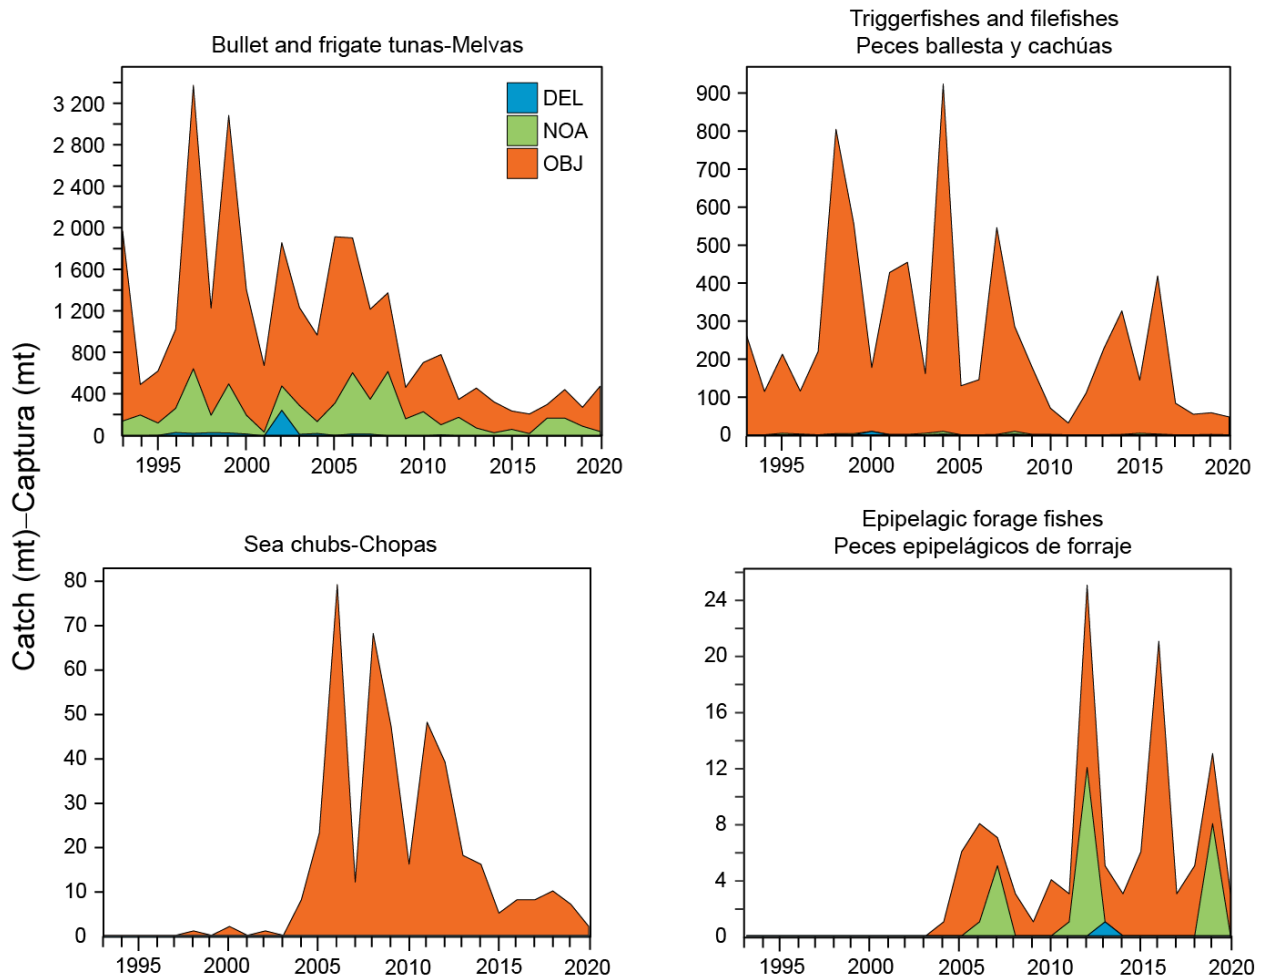 Catch (mt)–Captura (mt)
Bullet and frigate tunas-Melvas
3 200
2 800
2 400
2 000
1 600
1 200
800
400
0
DEL
NOA
OBJ
1995 2000 2005 2010 2015 2020
Triggerfishes and filefishes
Peces ballesta y cachúas
900
800
700
600
500
400
300
200
100
0
1995 2000 2005 2010 2015 2020
Sea chubs-Chopas
80
70
60
50
40
30
20
10
0
1995 2000 2005 2010 2015 2020
Epipelagic forage fishes
Peces epipelágicos de forraje
24
20
16
12
8
4
0
1995 2000 2005 2010 2015 2020